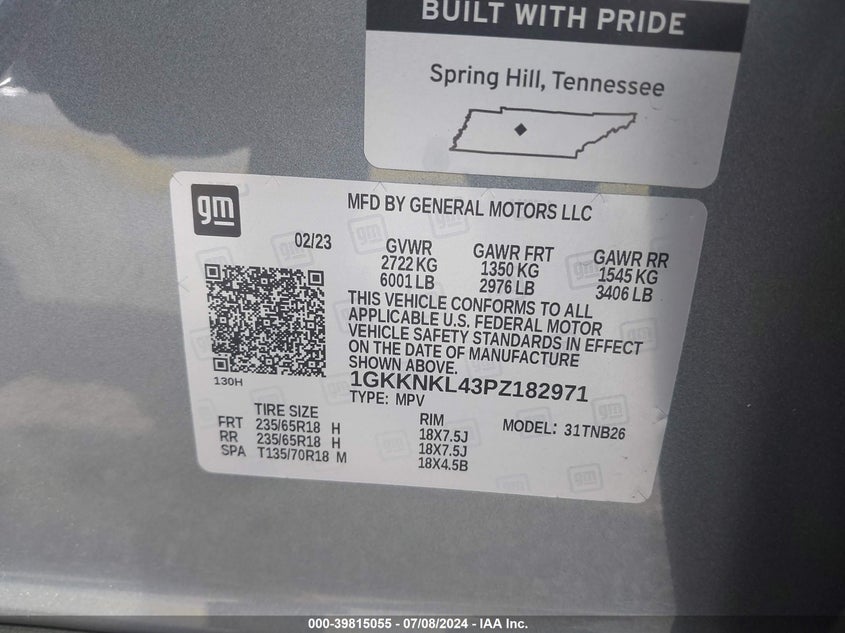 BUILT WITH PRIDE
Spring Hill, Tennessee
gm
MFD BY GENERAL MOTORS LLC
02/23
GVWR GAWR FRT GAWR RR
2722 KG 1350 KG 1545 KG
6001 LB 2976 LB 3406 LB
THIS VEHICLE CONFORMS TO ALL
APPLICABLE U.S. FEDERAL MOTOR
VEHICLE SAFETY STANDARDS IN EFFECT
ON THE DATE OF MANUFACTURE
SHOWN ABOVE.
130H
1GKKNKL43PZ182971
TYPE: MPV
TIRE SIZE RIM MODEL: 31TNB26
FRT 235/65R18 H 18X7.5J
RR 235/65R18 H 18X7.5J
SPA T135/70R18 M 18X4.5B
000-39815055 - 07/08/2024 - IAA Inc.